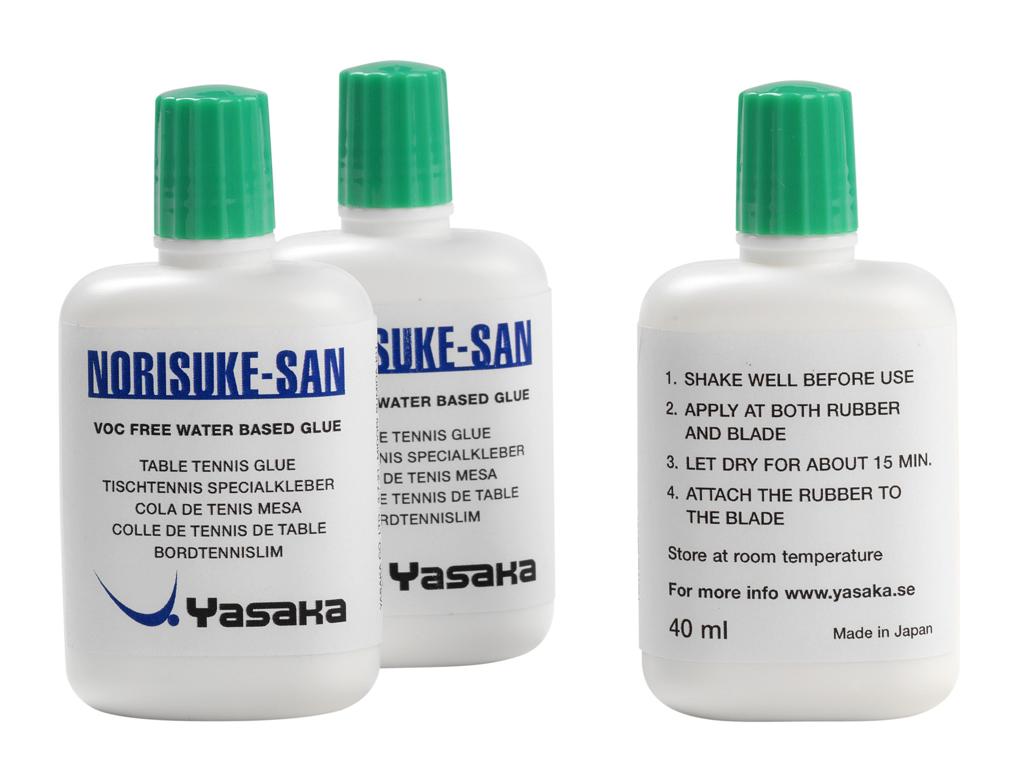 NORISUKE-SAN
VOC FREE WATER BASED GLUE
TABLE TENNIS GLUE
TISCHTENNIS SPECIALKLEBER
COLA DE TENIS MESA
COLLE DE TENNIS DE TABLE
BORDTENNISLIM
Yasaka
SUKE-SAN
WATER BASED GLUE
E TENNIS GLUE
NIS SPECIALKLEBER
DE TENIS MESA
E TENNIS DE TABLE
RDTENNISLIM
Yasaka
1. SHAKE WELL BEFORE USE
2. APPLY AT BOTH RUBBER
AND BLADE
3. LET DRY FOR ABOUT 15 MIN.
4. ATTACH THE RUBBER TO
THE BLADE
Store at room temperature
For more info www.yasaka.se
40 ml Made in Japan